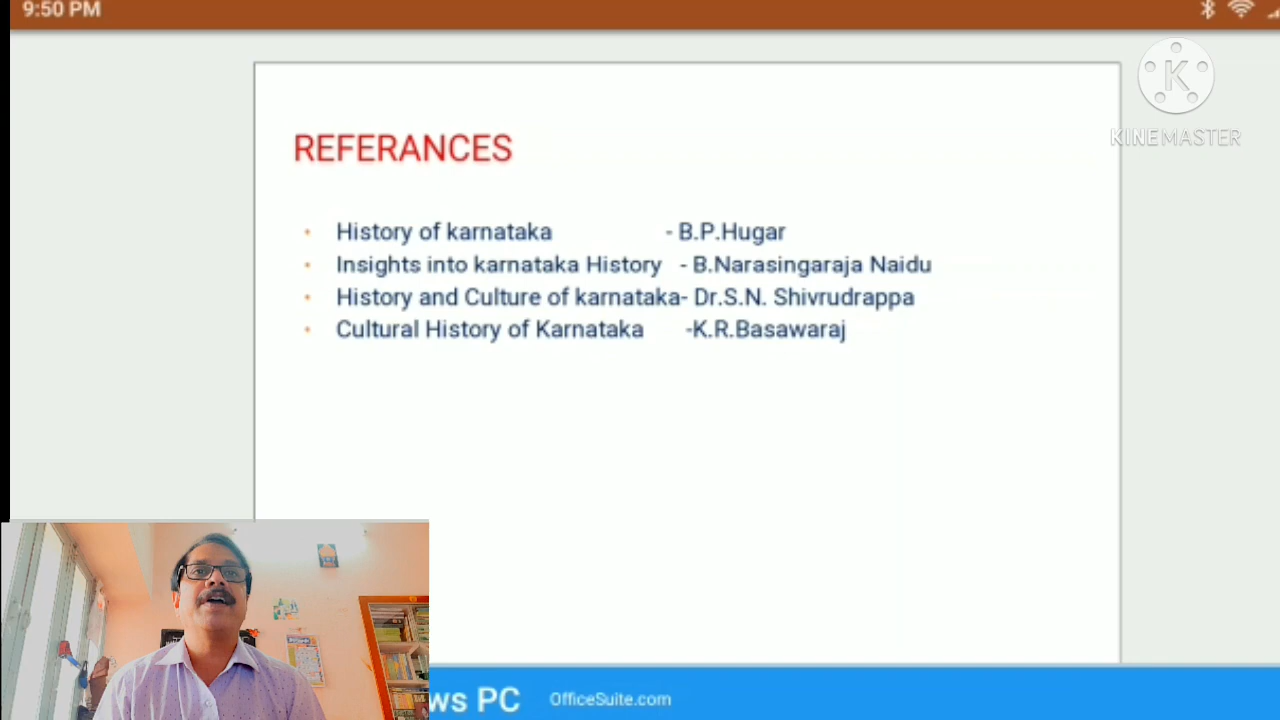 9:50 PM
K
KINEMASTER
REFERANCES
• History of karnataka - B.P.Hugar
• Insights into karnataka History - B.Narasingaraja Naidu
• History and Culture of karnataka- Dr.S.N. Shivrudrappa
• Cultural History of Karnataka -K.R.Basawaraj
ws PC OfficeSuite.com